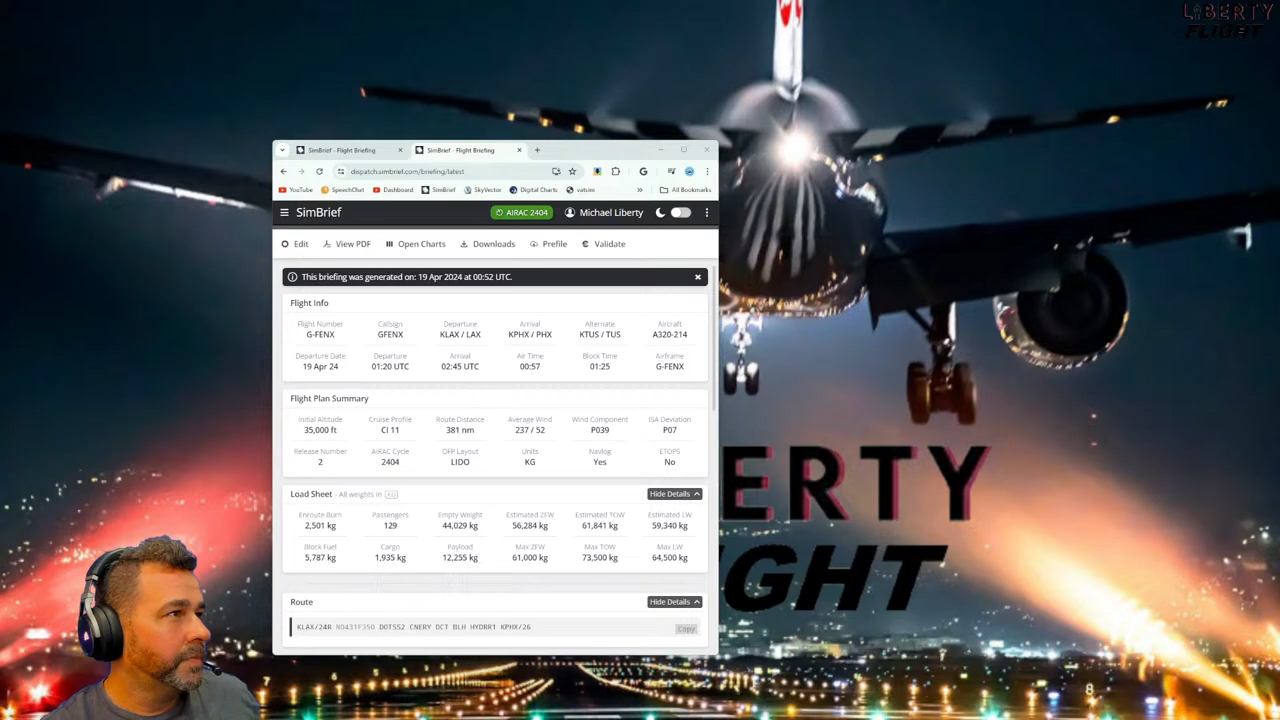 LIBERTY
FLIGHT
SimBrief - Flight Briefing
SimBrief - Flight Briefing
dispatch.simbrief.com/briefing/latest
YouTube SpeechChat Dashboard SimBrief SkyVector Digital Charts vatsim » All Bookmarks
SimBrief AIRAC 2404 Michael Liberty
Edit View PDF Open Charts Downloads Prefile Validate
This briefing was generated on: 19 Apr 2024 at 00:52 UTC.
Flight Info
Flight Number Callsign Departure Arrival Alternate Aircraft
G-FENX GFENX KLAX / LAX KPHX / PHX KTUS / TUS A320-214
Departure Date Departure Arrival Air Time Block Time Airframe
19 Apr 24 01:20 UTC 02:45 UTC 00:57 01:25 G-FENX
Flight Plan Summary
Initial Altitude Cruise Profile Route Distance Average Wind Wind Component ISA Deviation
35,000 ft CI 11 381 nm 237 / 52 P039 P07
Release Number AIRAC Cycle OFP Layout Units Navlog ETOPS
2 2404 LIDO KG Yes No
Load Sheet - All weights in KG Hide Details
Enroute Burn Passengers Empty Weight Estimated ZFW Estimated TOW Estimated LW
2,501 kg 129 44,029 kg 56,284 kg 61,841 kg 59,340 kg
Block Fuel Cargo Payload Max ZFW Max TOW Max LW
5,787 kg 1,935 kg 12,255 kg 61,000 kg 73,500 kg 64,500 kg
Route Hide Details
KLAX/24R N0431F350 DOTSS2 CNERY DCT BLH HYDRR1 KPHX/26 Copy
ERTY
IGHT
7
8